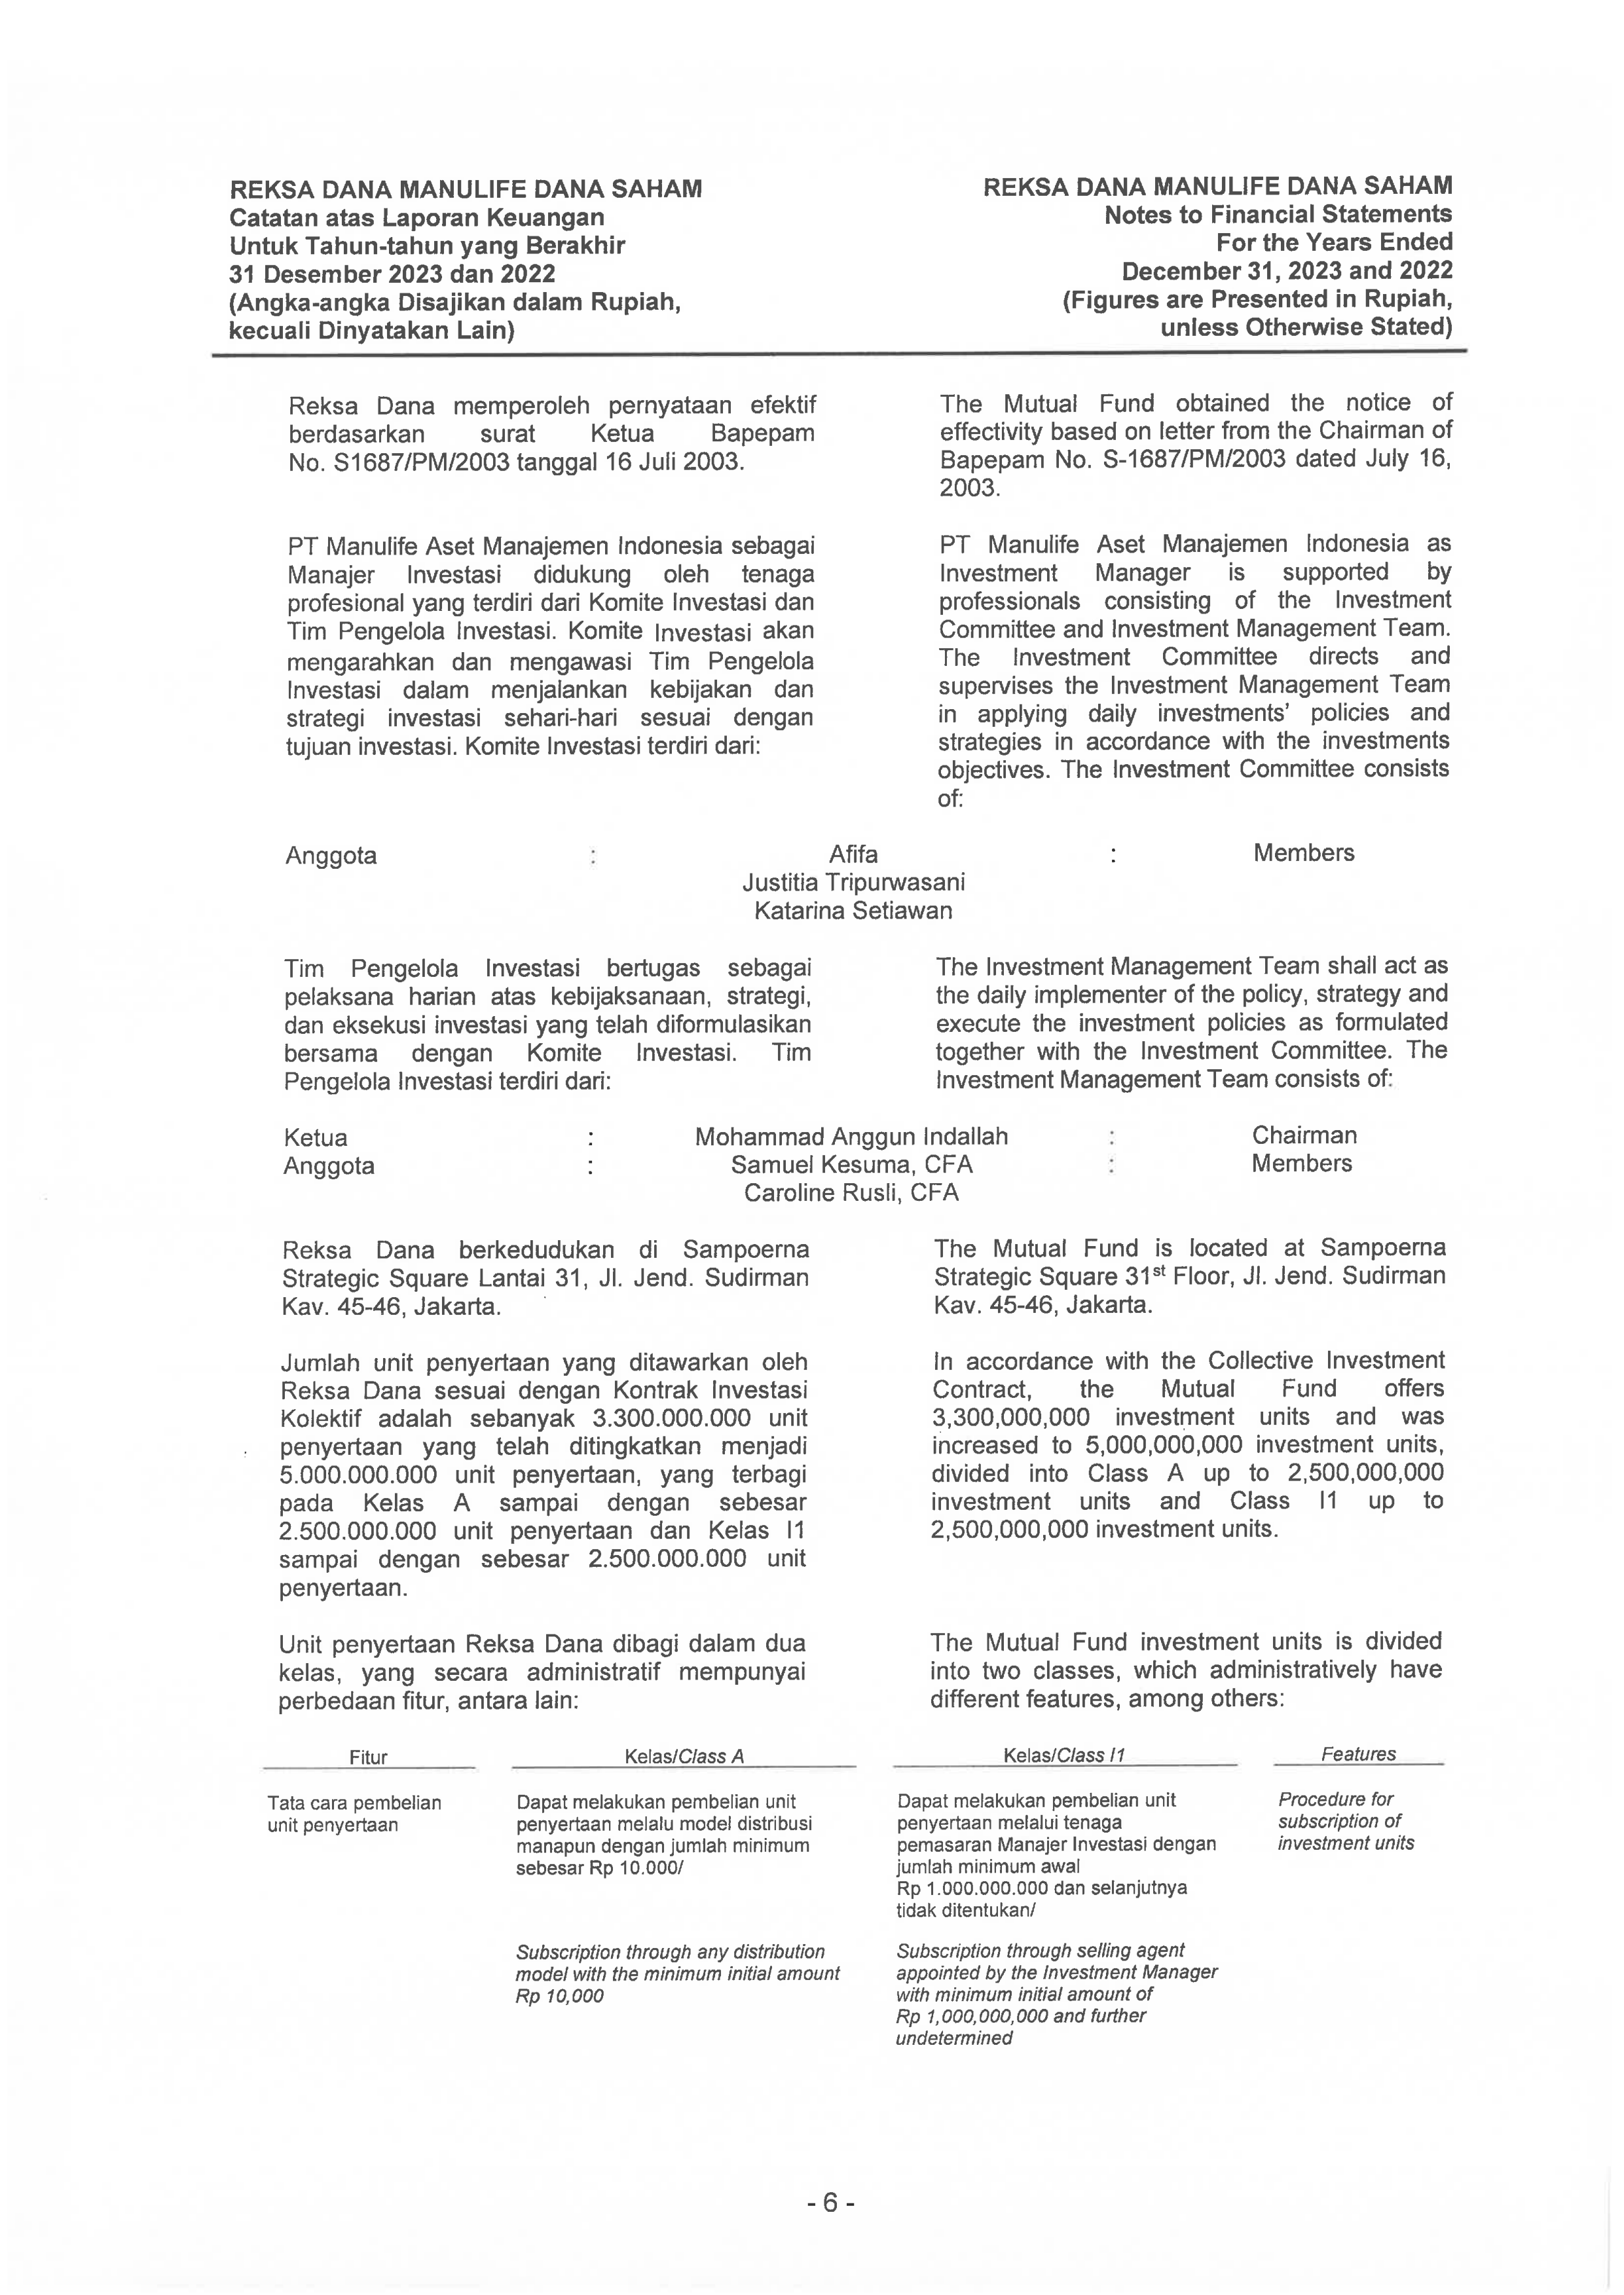 REKSA DANA MANULIFE DANA SAHAM
Catatan atas Laporan Keuangan
Untuk Tahun-tahun yang Berakhir
31 Desember 2023 dan 2022
(Angka-angka Disajikan dalam Rupiah,
kecuali Dinyatakan Lain)
REKSA DANA MANULIFE DANA SAHAM
Notes to Financial Statements
For the Years Ended
December 31, 2023 and 2022
(Figures are Presented in Rupiah,
unless Otherwise Stated)
Reksa Dana memperoleh pernyataan efektif
berdasarkan surat Ketua Bapepam
No. S1687/PM/2003 tanggal 16 Juli 2003.
The Mutual Fund obtained the notice of
effectivity based on letter from the Chairman of
Bapepam No. S-1687/PM/2003 dated July 16,
2003.
PT Manulife Aset Manajemen Indonesia sebagai
Manajer Investasi didukung oleh tenaga
profesional yang terdiri dari Komite Investasi dan
Tim Pengelola Investasi. Komite Investasi akan
mengarahkan dan mengawasi Tim Pengelola
Investasi dalam menjalankan kebijakan dan
strategi investasi sehari-hari sesuai dengan
tujuan investasi. Komite Investasi terdiri dari:
PT Manulife Aset Manajemen Indonesia as
Investment Manager is supported by
professionals consisting of the Investment
Committee and Investment Management Team.
The Investment Committee directs and
supervises the Investment Management Team
in applying daily investments' policies and
strategies in accordance with the investments
objectives. The Investment Committee consists
of:
Anggota : Afifa : Members
Justitia Tripurwasani
Katarina Setiawan
Tim Pengelola Investasi bertugas sebagai
pelaksana harian atas kebijaksanaan, strategi,
dan eksekusi investasi yang telah diformulasikan
bersama dengan Komite Investasi. Tim
Pengelola Investasi terdiri dari:
The Investment Management Team shall act as
the daily implementer of the policy, strategy and
execute the investment policies as formulated
together with the Investment Committee. The
Investment Management Team consists of:
Ketua : Mohammad Anggun Indallah : Chairman
Anggota : Samuel Kesuma, CFA : Members
Caroline Rusli, CFA
Reksa Dana berkedudukan di Sampoerna
Strategic Square Lantai 31, Jl. Jend. Sudirman
Kav. 45-46, Jakarta.
The Mutual Fund is located at Sampoerna
Strategic Square 31st Floor, Jl. Jend. Sudirman
Kav. 45-46, Jakarta.
Jumlah unit penyertaan yang ditawarkan oleh
Reksa Dana sesuai dengan Kontrak Investasi
Kolektif adalah sebanyak 3.300.000.000 unit
penyertaan yang telah ditingkatkan menjadi
5.000.000.000 unit penyertaan, yang terbagi
pada Kelas A sampai dengan sebesar
2.500.000.000 unit penyertaan dan Kelas I1
sampai dengan sebesar 2.500.000.000 unit
penyertaan.
In accordance with the Collective Investment
Contract, the Mutual Fund offers
3,300,000,000 investment units and was
increased to 5,000,000,000 investment units,
divided into Class A up to 2,500,000,000
investment units and Class I1 up to
2,500,000,000 investment units.
Unit penyertaan Reksa Dana dibagi dalam dua
kelas, yang secara administratif mempunyai
perbedaan fitur, antara lain:
The Mutual Fund investment units is divided
into two classes, which administratively have
different features, among others:
Fitur Kelas/Class A Kelas/Class I1 Features
Tata cara pembelian
unit penyertaan
Dapat melakukan pembelian unit
penyertaan melalu model distribusi
manapun dengan jumlah minimum
sebesar Rp 10.000/
Subscription through any distribution
model with the minimum initial amount
Rp 10,000
Dapat melakukan pembelian unit
penyertaan melalui tenaga
pemasaran Manajer Investasi dengan
jumlah minimum awal
Rp 1.000.000.000 dan selanjutnya
tidak ditentukan/
Subscription through selling agent
appointed by the Investment Manager
with minimum initial amount of
Rp 1,000,000,000 and further
undetermined
Procedure for
subscription of
investment units
- 6 -